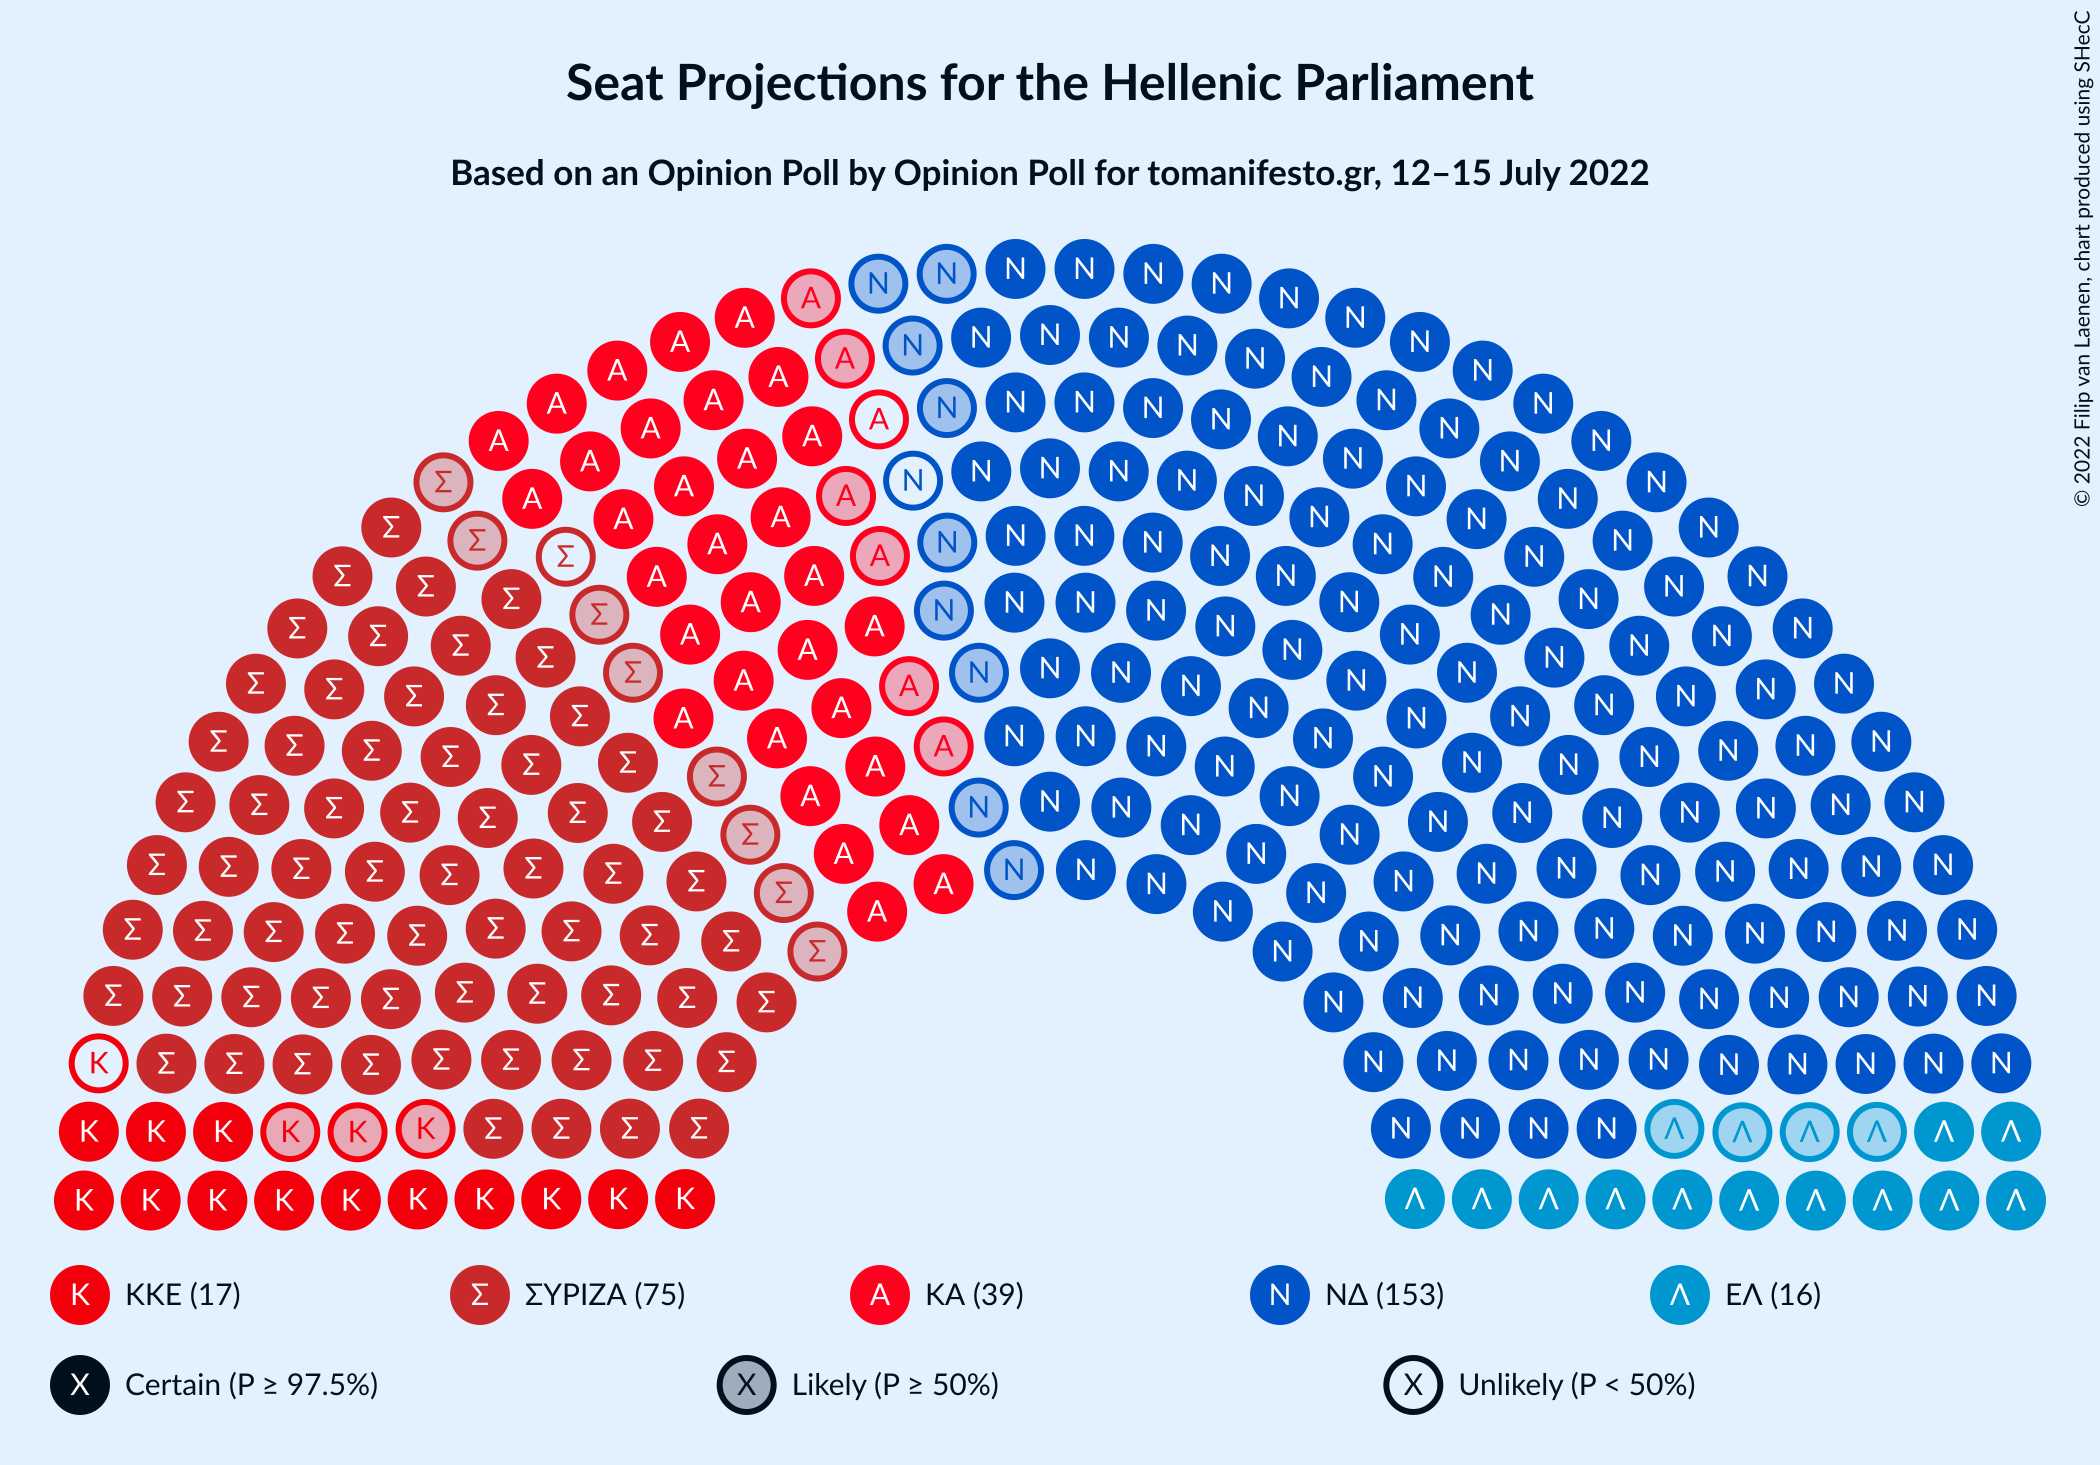 Seat Projections for the Hellenic Parliament
Based on an Opinion Poll by Opinion Poll for tomanifesto.gr, 12–15 July 2022
© 2022 Filip van Laenen, chart produced using SHecC
K ΚΚΕ (17) Σ ΣΥΡΙΖΑ (75) A ΚΑ (39) N ΝΔ (153) Λ ΕΛ (16)
X Certain (P ≥ 97.5%) X Likely (P ≥ 50%) X Unlikely (P < 50%)